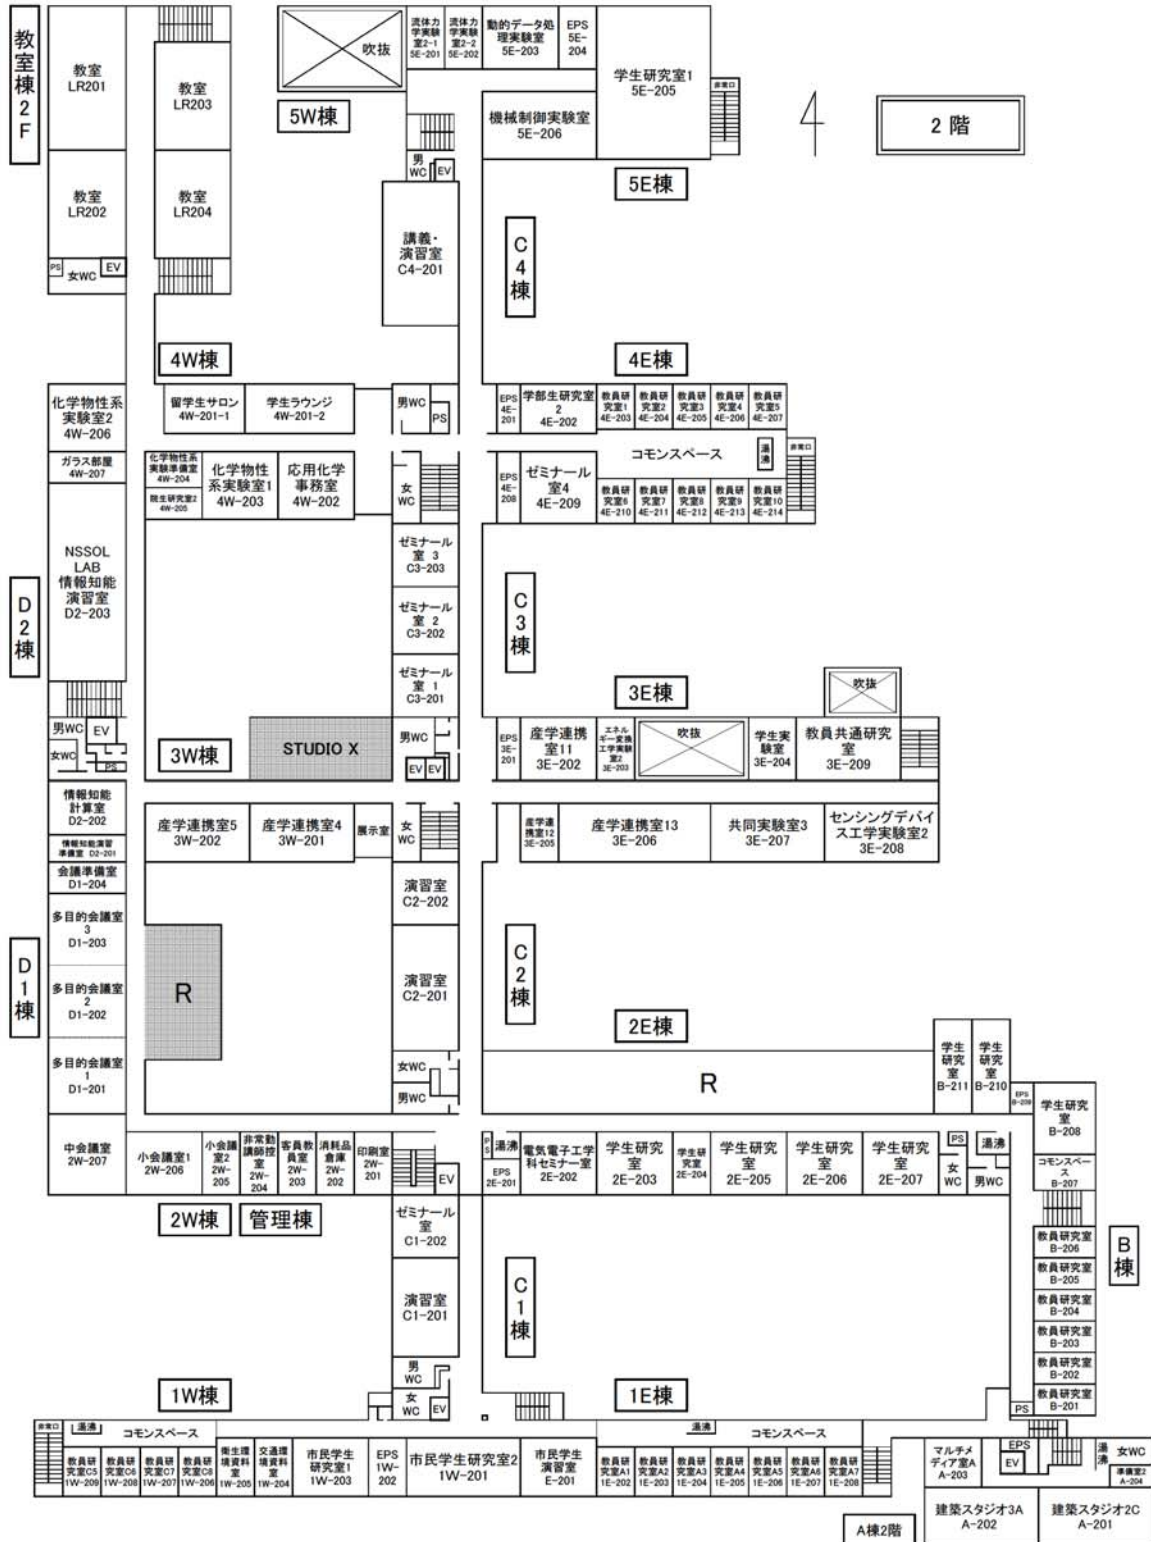 教室棟2F
教室
LR201
教室
LR203
教室
LR202
教室
LR204
PS
女WC
EV
吹抜
5W棟
流体力
学実験
室2-1
5E-201
流体力
学実験
室2-2
5E-202
動的データ処
理実験室
5E-203
EPS
5E-
204
学生研究室1
5E-205
非常口
機械制御実験室
5E-206
5E棟
4
2 階
男
WC
EV
講義・
演習室
C4-201
C4棟
4W棟
4E棟
化学物性系
実験室2
4W-206
留学生サロン
4W-201-1
学生ラウンジ
4W-201-2
男WC
PS
EPS
4E-
201
学部生研究室
2
4E-202
教員研
究室1
4E-203
教員研
究室2
4E-204
教員研
究室3
4E-205
教員研
究室4
4E-206
教員研
究室5
4E-207
ガラス部屋
4W-207
化学物性系
実験準備室
4W-204
院生研究室2
4W-205
化学物性
系実験室1
4W-203
応用化学
事務室
4W-202
女
WC
EPS
4E-
208
ゼミナール
室4
4E-209
コモンスペース
湯
沸
非常口
教員研
究室6
4E-210
教員研
究室7
4E-211
教員研
究室8
4E-212
教員研
究室9
4E-213
教員研
究室10
4E-214
NSSOL
LAB
情報知能
演習室
D2-203
D2棟
ゼミナール
室 3
C3-203
ゼミナール
室 2
C3-202
ゼミナール
室 1
C3-201
C3棟
3E棟
吹抜
男WC
EV
女WC
PS
3W棟
STUDIO X
男WC
EV
EV
EPS
3E-
201
産学連携
室11
3E-202
エネル
ギー変換
工学実験
室2
3E-203
吹抜
学生実
験室
3E-204
教員共通研究
室
3E-209
情報知能
計算室
D2-202
情報知能演習
準備室 D2-201
産学連携室5
3W-202
産学連携室4
3W-201
展示室
女
WC
産学連
携室12
3E-205
産学連携室13
3E-206
共同実験室3
3E-207
センシングデバイ
ス工学実験室2
3E-208
会議準備室
D1-204
多目的会議室
3
D1-203
多目的会議室
2
D1-202
多目的会議室
1
D1-201
D1棟
R
演習室
C2-202
演習室
C2-201
C2棟
2E棟
女WC
男WC
R
学生
研究
室
B-211
学生
研究
室
B-210
EPS
B-209
学生研究
室
B-208
中会議室
2W-207
小会議室1
2W-206
小会議
室2
2W-
205
非常勤
講師控
室
2W-
204
客員教
員室
2W-
203
消耗品
倉庫
2W-
202
印刷室
2W-
201
EV
PS
湯沸
EPS
2E-201
電気電子工学
科セミナー室
2E-202
学生研究
室
2E-203
学生研
究室
2E-204
学生研究
室
2E-205
学生研究
室
2E-206
学生研究
室
2E-207
PS
湯沸
女
WC
男WC
コモンスペー
ス
B-207
2W棟
管理棟
ゼミナール
室
C1-202
演習室
C1-201
C1棟
教員研究室
B-206
教員研究室
B-205
教員研究室
B-204
教員研究室
B-203
教員研究室
B-202
教員研究室
B-201
B棟
PS
1W棟
男
WC
女
WC
EV
1E棟
非常口
湯沸
コモンスペース
教員研
究室C5
1W-209
教員研
究室C6
1W-208
教員研
究室C7
1W-207
教員研
究室C8
1W-206
衛生環
境資料
室
1W-205
交通環
境資料
室
1W-204
市民学生
研究室1
1W-203
EPS
1W-
202
市民学生研究室2
1W-201
市民学生
演習室
E-201
湯沸
コモンスペース
教員研
究室A1
1E-202
教員研
究室A2
1E-203
教員研
究室A3
1E-204
教員研
究室A4
1E-205
教員研
究室A5
1E-206
教員研
究室A6
1E-207
教員研
究室A7
1E-208
マルチメ
ディア室A
A-203
EPS
EV
湯
沸
女WC
準備室2
A-204
A棟2階
建築スタジオ3A
A-202
建築スタジオ2C
A-201